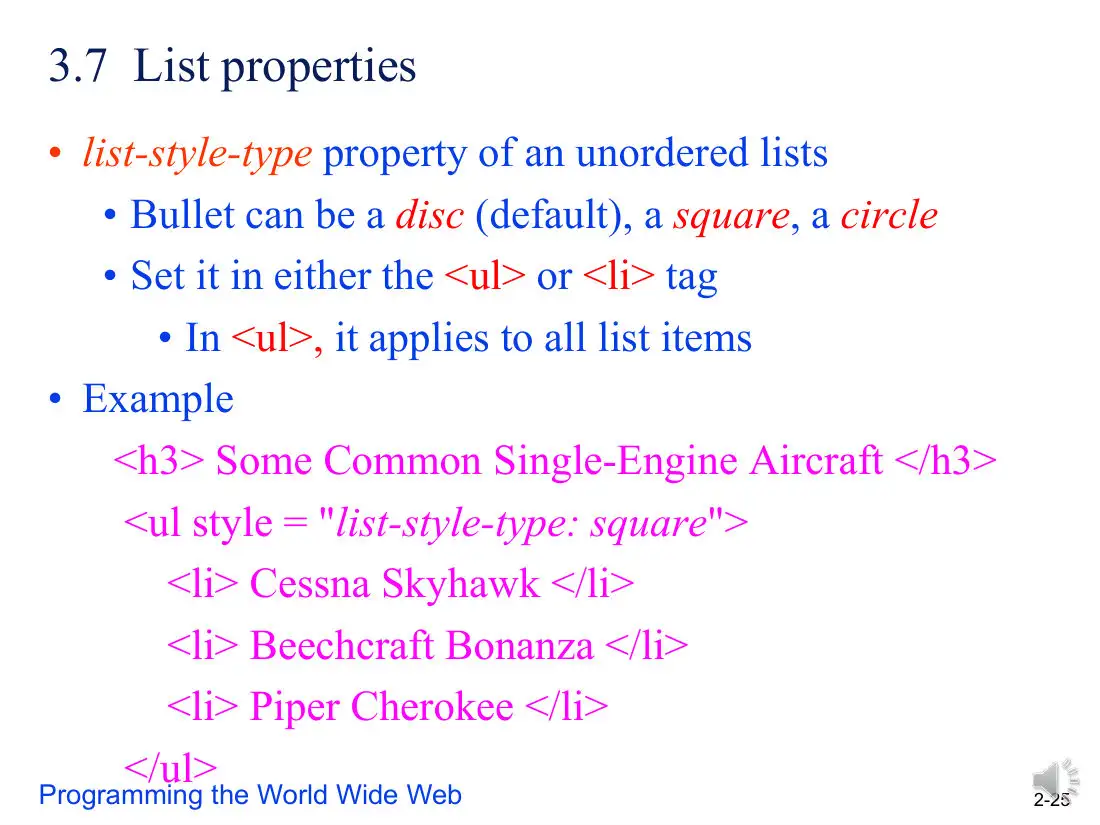 3.7 List properties
• list-style-type property of an unordered lists
• Bullet can be a disc (default), a square, a circle
• Set it in either the <ul> or <li> tag
• In <ul>, it applies to all list items
• Example
<h3> Some Common Single-Engine Aircraft </h3>
<ul style = "list-style-type: square">
<li> Cessna Skyhawk </li>
<li> Beechcraft Bonanza </li>
<li> Piper Cherokee </li>
</ul>
Programming the World Wide Web
2-25